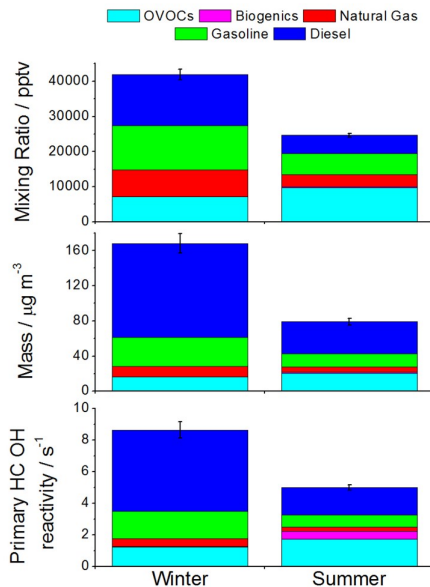 OVOCs Biogenics Natural Gas
Gasoline Diesel
Mixing Ratio / pptv
40000
30000
20000
10000
0
Mass / μg m⁻³
160
120
80
40
0
Primary HC OH
reactivity / s⁻¹
10
8
6
4
2
0
Winter Summer